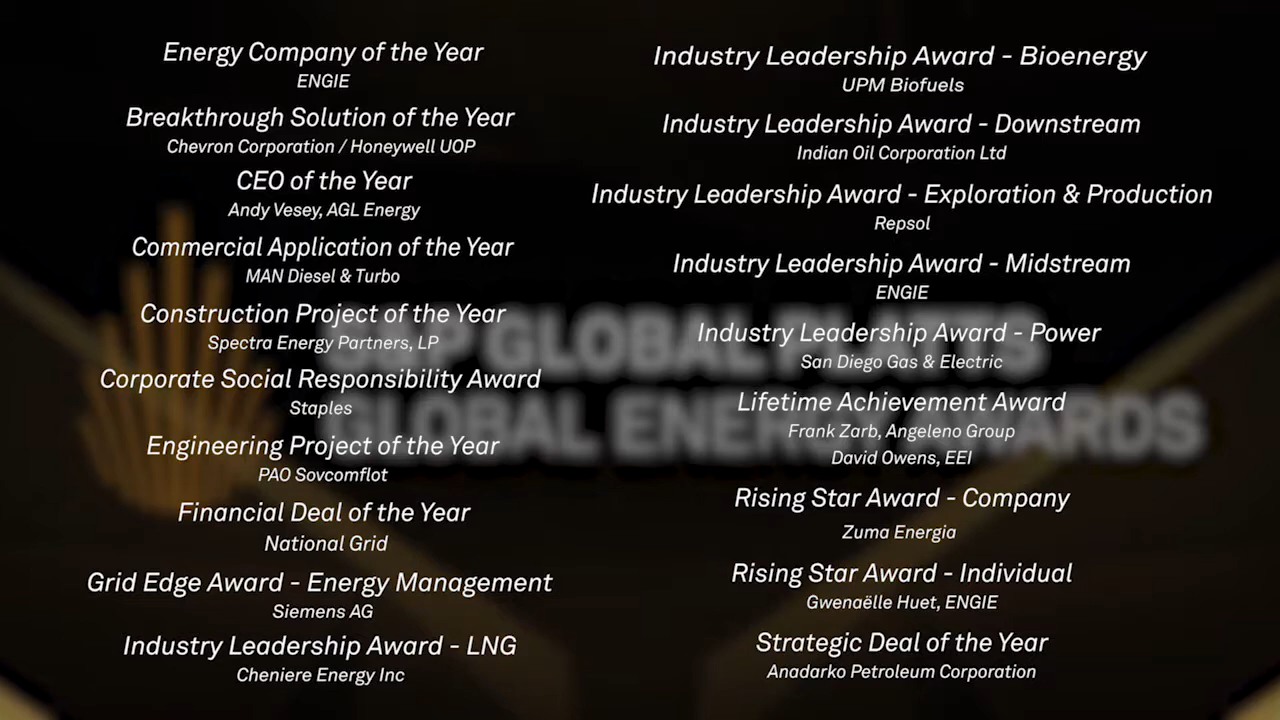 Energy Company of the Year
ENGIE
Breakthrough Solution of the Year
Chevron Corporation / Honeywell UOP
CEO of the Year
Andy Vesey, AGL Energy
Commercial Application of the Year
MAN Diesel & Turbo
Construction Project of the Year
Spectra Energy Partners, LP
Corporate Social Responsibility Award
Staples
Engineering Project of the Year
PAO Sovcomflot
Financial Deal of the Year
National Grid
Grid Edge Award - Energy Management
Siemens AG
Industry Leadership Award - LNG
Cheniere Energy Inc
Industry Leadership Award - Bioenergy
UPM Biofuels
Industry Leadership Award - Downstream
Indian Oil Corporation Ltd
Industry Leadership Award - Exploration & Production
Repsol
Industry Leadership Award - Midstream
ENGIE
Industry Leadership Award - Power
San Diego Gas & Electric
Lifetime Achievement Award
Frank Zarb, Angeleno Group
David Owens, EEI
Rising Star Award - Company
Zuma Energia
Rising Star Award - Individual
Gwenaëlle Huet, ENGIE
Strategic Deal of the Year
Anadarko Petroleum Corporation
GLOBAL
GLOBAL